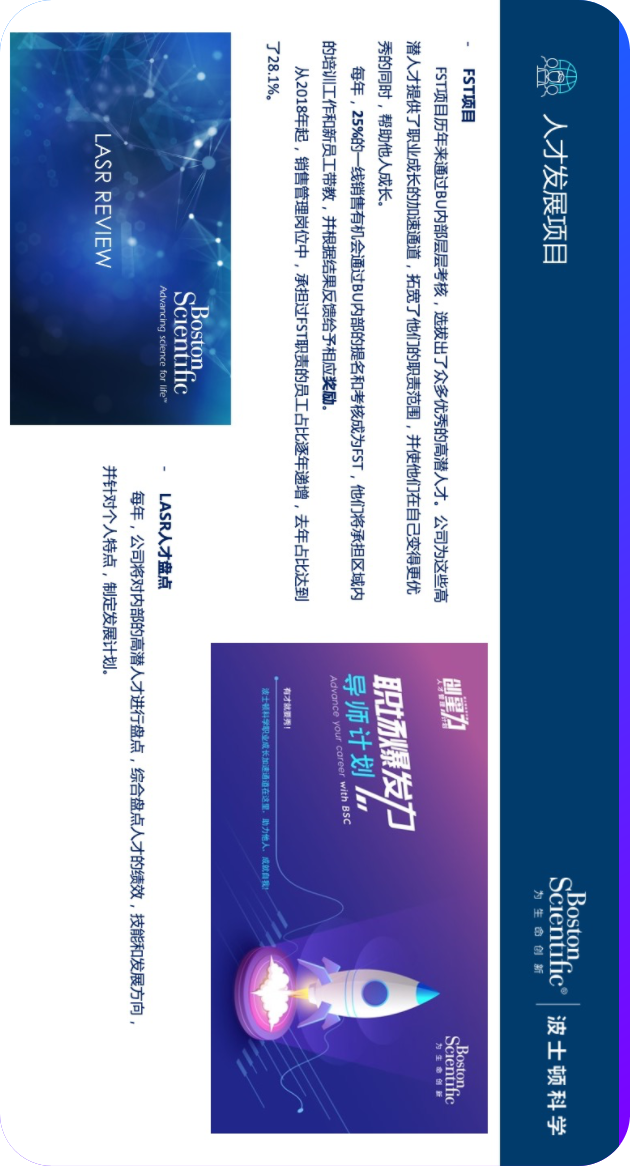 人才发展项目
Boston
Scientific®
为生命创新
波士顿科学
- FST项目
FST项目历年来通过BU内部层层考核，选拔出了众多优秀的高潜人才。公司为这些高
潜人才提供了职业成长的加速通道，拓宽了他们的职责范围，并使他们在自己变得更优
秀的同时，帮助他人成长。
每年，25%的一线销售有机会通过BU内部的提名和考核成为FST，他们将承担区域内
的培训工作和新员工带教，并根据结果反馈给予相应奖励。
从2018年起，销售管理岗位中，承担过FST职责的员工占比逐年递增，去年占比达到
了28.1%。
职场爆发力
导师计划
Advance your career with BSC
有才就要秀！
波士顿科学职业成长加速通道在这里，助力他人，成就自我！
Boston
Scientific
为生命创新
LASR REVIEW
Boston
Scientific
Advancing science for life™
- LASR人才盘点
每年，公司将对内部的高潜人才进行盘点，综合盘点人才的绩效，技能和发展方向，
并针对个人特点，制定发展计划。